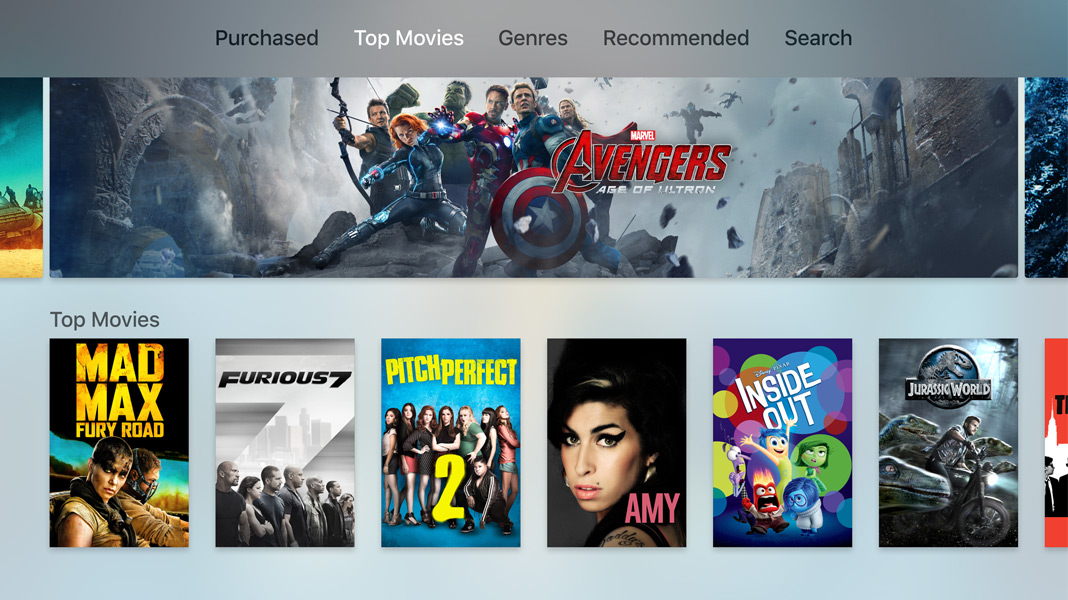 Purchased
Top Movies
Genres
Recommended
Search
MARVEL
AVENGERS
AGE OF ULTRON
Top Movies
MAD
MAX
FURY ROAD
FURIOUS 7
PITCH PERFECT
2
AMY
DISNEY · PIXAR
INSIDE
OUT
JURASSIC WORLD